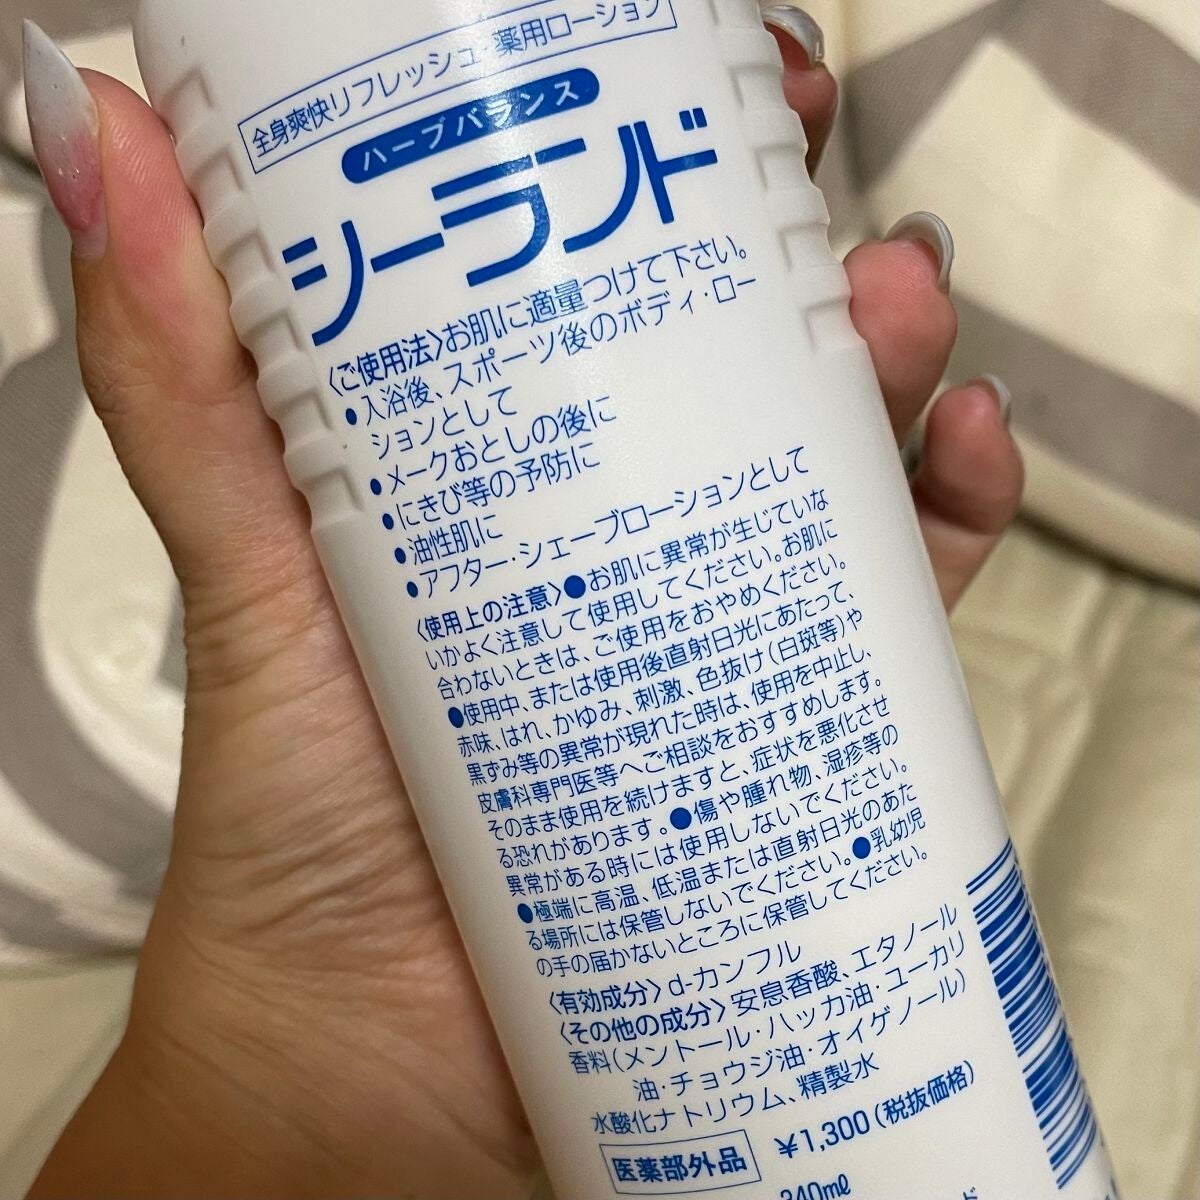 全身爽快リフレッシュ・薬用ローション
ハーブバランス
シーランド
〈ご使用法〉お肌に適量つけて下さい。
●入浴後、スポーツ後のボディ・ロー
ションとして
●メークおとしの後に
●にきび等の予防に
●油性肌に
●アフター・シェーブローションとして
〈使用上の注意〉●お肌に異常が生じていな
いかよく注意して使用してください。お肌に
合わないときは、ご使用をおやめください。
●使用中、または使用後直射日光にあたって、
赤味、はれ、かゆみ、刺激、色抜け(白斑等)や
黒ずみ等の異常が現れた時は、使用を中止し、
皮膚科専門医等へご相談をおすすめします。
そのまま使用を続けますと、症状を悪化させ
る恐れがあります。●傷や腫れ物、湿疹等の
異常がある時には使用しないでください。
●極端に高温、低温または直射日光のあた
る場所には保管しないでください。●乳幼児
の手の届かないところに保管してください。
〈有効成分〉d-カンフル
〈その他の成分〉安息香酸、エタノール
香料(メントール・ハッカ油・ユーカリ
油・チョウジ油・オイゲノール)
水酸化ナトリウム、精製水
医薬部外品 ¥1,300(税抜価格)
340㎖